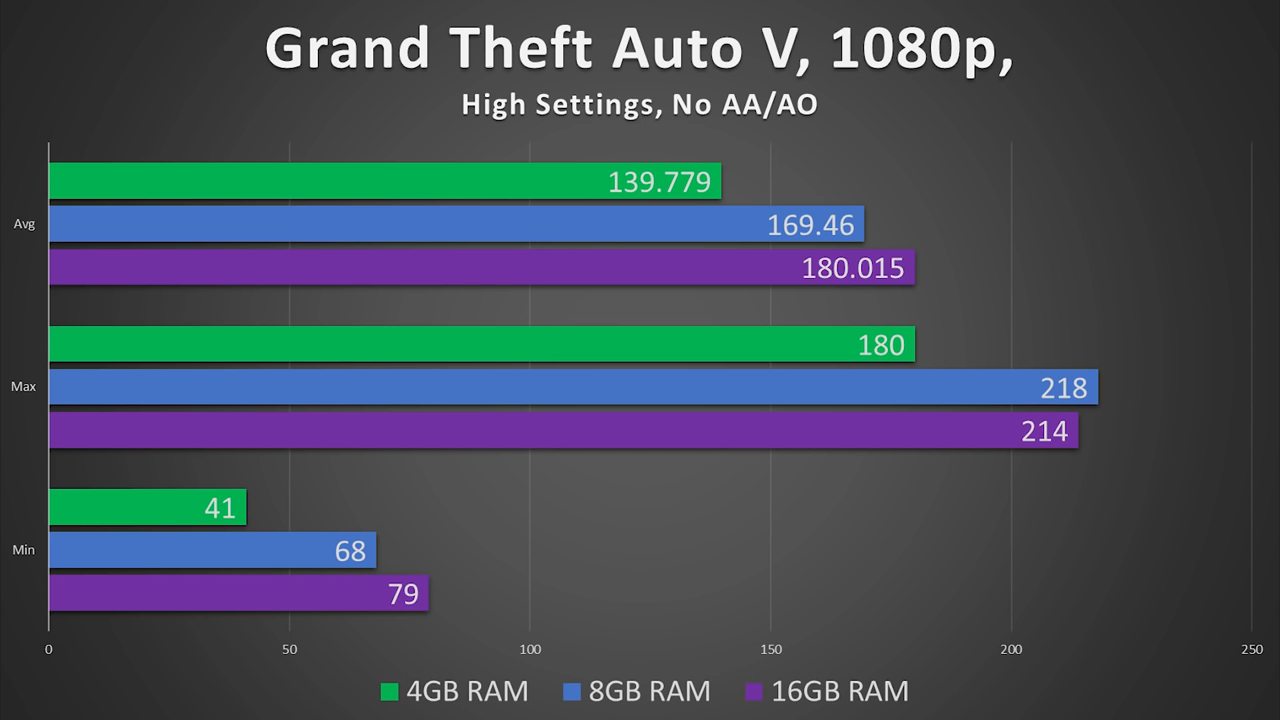 Grand Theft Auto V, 1080p,
High Settings, No AA/AO
139.779
Avg
169.46
180.015
180
Max
218
214
41
Min
68
79
0 50 100 150 200 250
4GB RAM 8GB RAM 16GB RAM